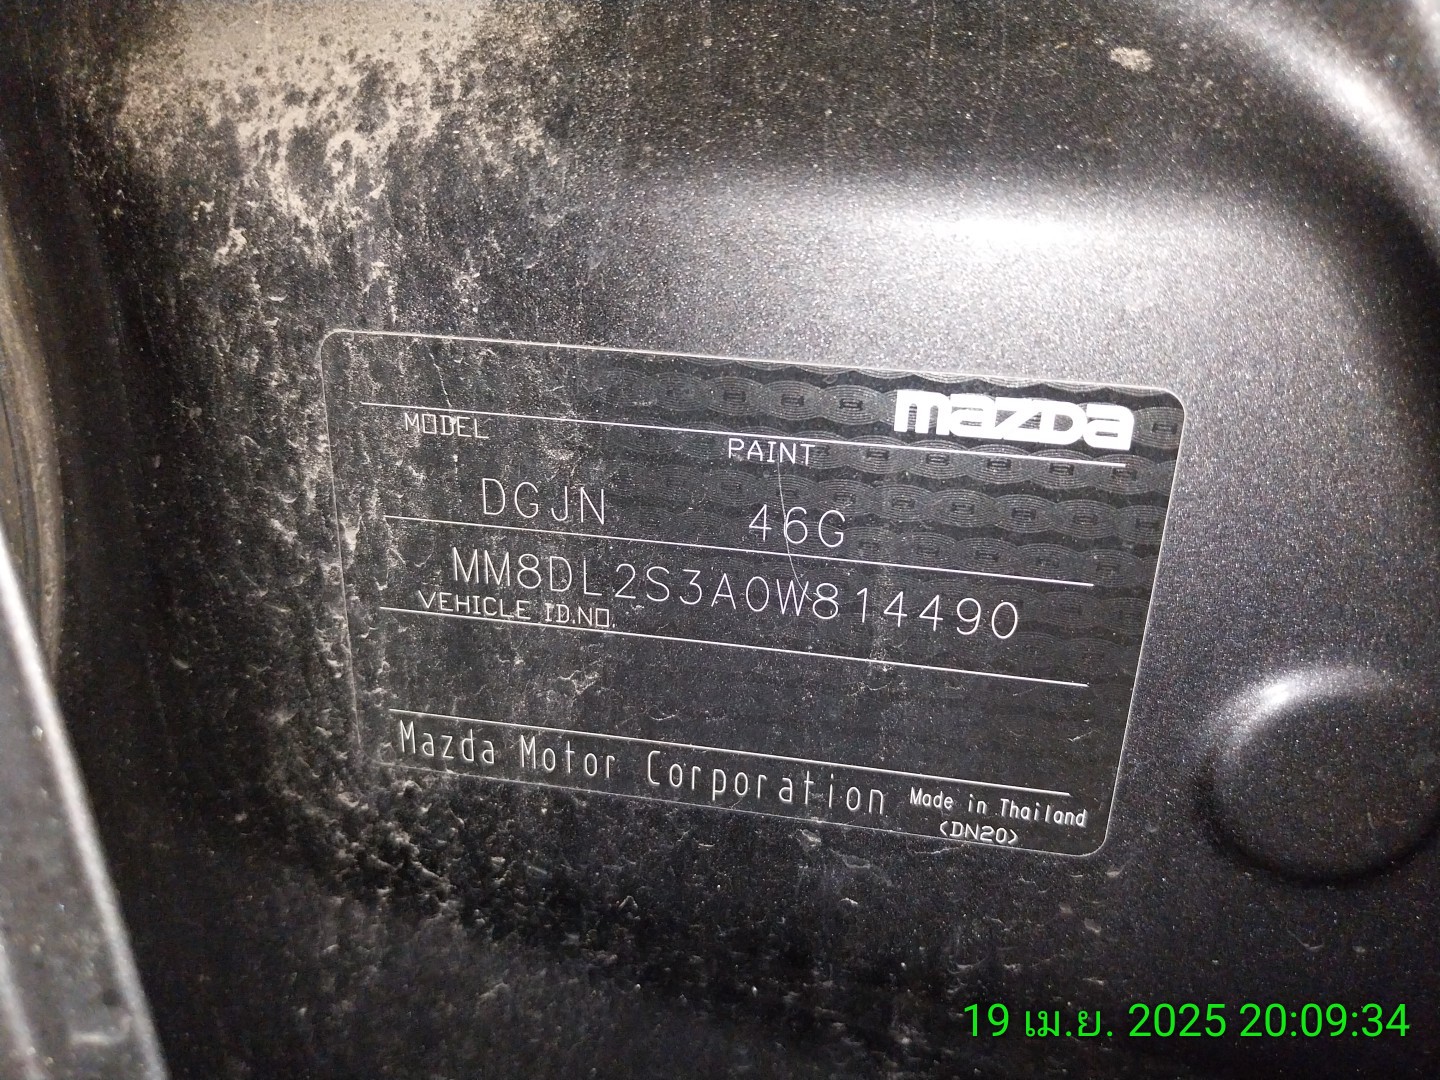 mazda
MODEL PAINT
DGJN 46G
MM8DL2S3A0W814490
VEHICLE ID.NO.
Mazda Motor Corporation Made in Thailand
<DN20>
19 เม.ย. 2025 20:09:34